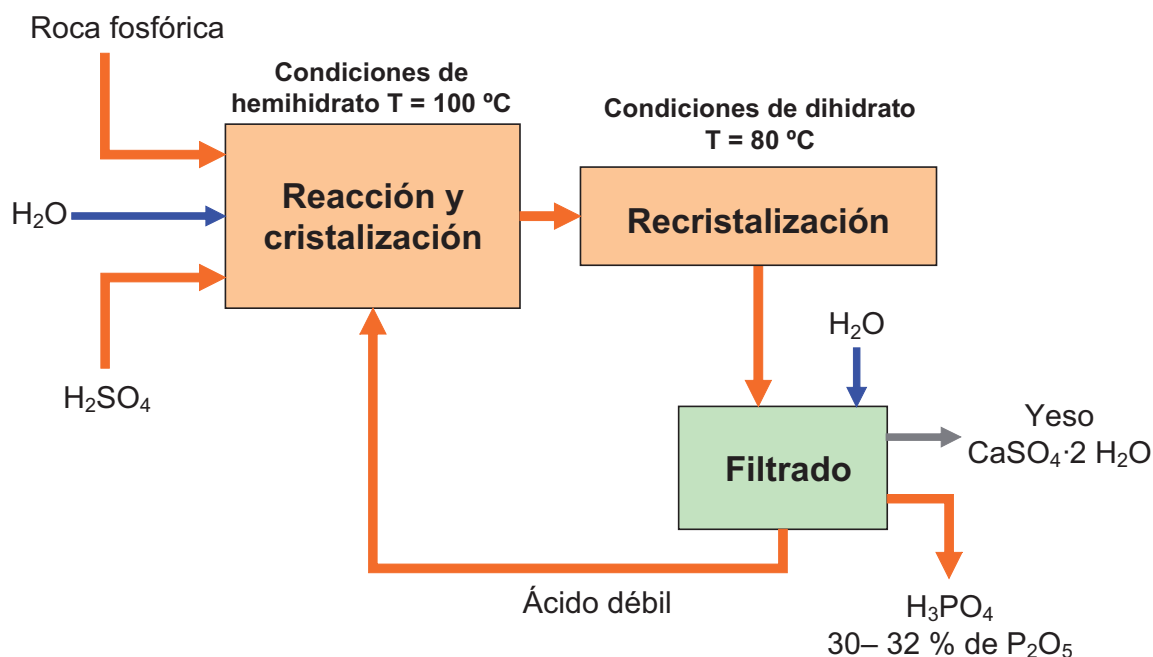 Roca fosfórica
Condiciones de
hemihidrato T = 100 ºC
Condiciones de dihidrato
T = 80 ºC
H₂O
Reacción y
cristalización
Recristalización
H₂SO₄
H₂O
Filtrado
Yeso
CaSO₄·2 H₂O
Ácido débil
H₃PO₄
30– 32 % de P₂O₅